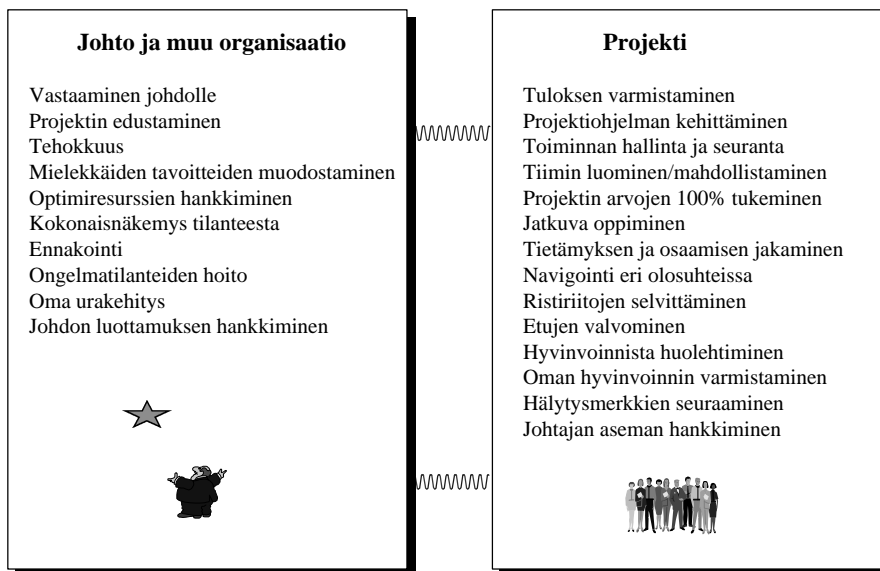 Johto ja muu organisaatio
Vastaaminen johdolle
Projektin edustaminen
Tehokkuus
Mielekkäiden tavoitteiden muodostaminen
Optimiresurssien hankkiminen
Kokonaisnäkemys tilanteesta
Ennakointi
Ongelmatilanteiden hoito
Oma urakehitys
Johdon luottamuksen hankkiminen
Projekti
Tuloksen varmistaminen
Projektiohjelman kehittäminen
Toiminnan hallinta ja seuranta
Tiimin luominen/mahdollistaminen
Projektin arvojen 100% tukeminen
Jatkuva oppiminen
Tietämyksen ja osaamisen jakaminen
Navigointi eri olosuhteissa
Ristiriitojen selvittäminen
Etujen valvominen
Hyvinvoinnista huolehtiminen
Oman hyvinvoinnin varmistaminen
Hälytysmerkkien seuraaminen
Johtajan aseman hankkiminen